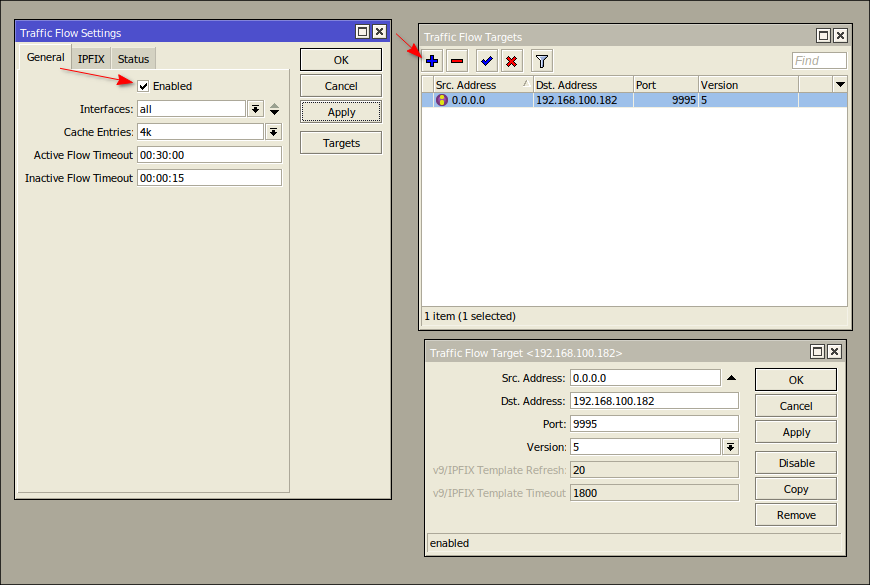 Traffic Flow Settings
General IPFIX Status
Enabled
Interfaces: all
Cache Entries: 4k
Active Flow Timeout 00:30:00
Inactive Flow Timeout 00:00:15
OK
Cancel
Apply
Targets
Traffic Flow Targets
Find
Src. Address Dst. Address Port Version
0.0.0.0 192.168.100.182 9995 5
1 item (1 selected)
Traffic Flow Target <192.168.100.182>
Src. Address: 0.0.0.0
Dst. Address: 192.168.100.182
Port: 9995
Version: 5
v9/IPFIX Template Refresh: 20
v9/IPFIX Template Timeout 1800
OK
Cancel
Apply
Disable
Copy
Remove
enabled